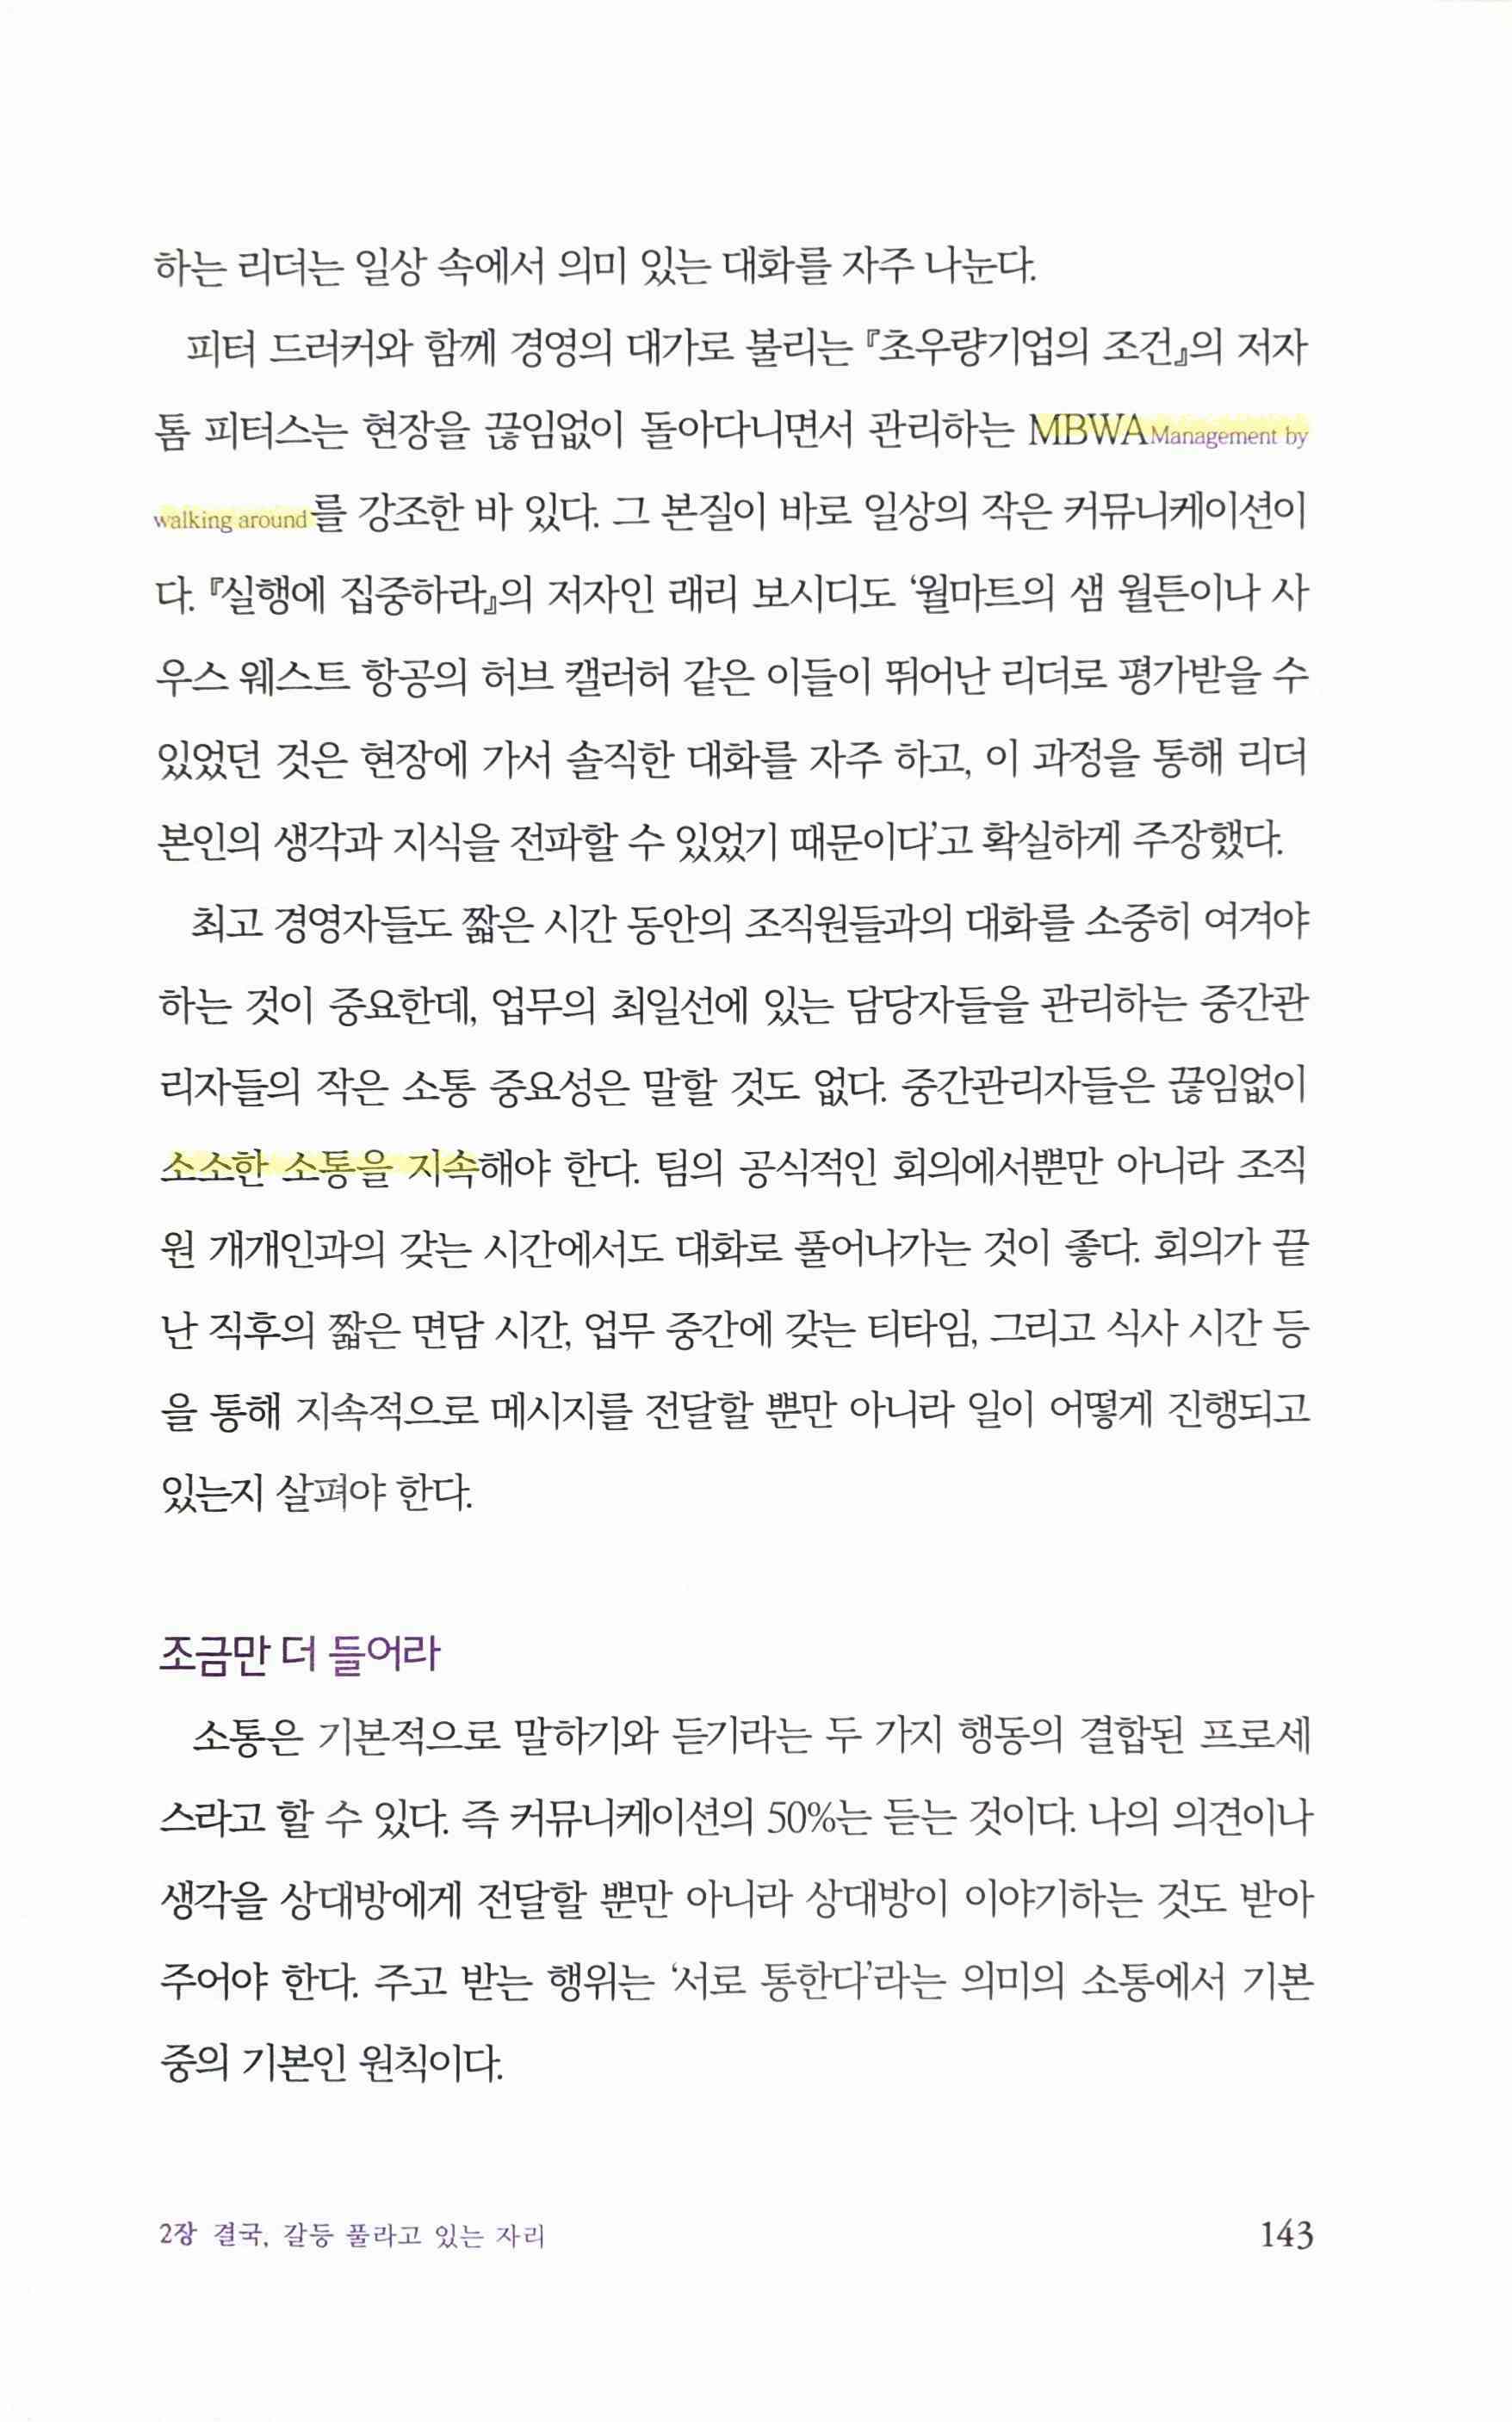 하는 리더는 일상 속에서 의미 있는 대화를 자주 나눈다.
피터 드러커와 함께 경영의 대가로 불리는 『초우량기업의 조건』의 저자
톰 피터스는 현장을 끊임없이 돌아다니면서 관리하는 MBWA Management by
walking around를 강조한 바 있다. 그 본질이 바로 일상의 작은 커뮤니케이션이
다. 『실행에 집중하라』의 저자인 래리 보시디도 ‘월마트의 샘 월튼이나 사
우스 웨스트 항공의 허브 캘러허 같은 이들이 뛰어난 리더로 평가받을 수
있었던 것은 현장에 가서 솔직한 대화를 자주 하고, 이 과정을 통해 리더
본인의 생각과 지식을 전파할 수 있었기 때문이다’고 확실하게 주장했다.
최고 경영자들도 짧은 시간 동안의 조직원들과의 대화를 소중히 여겨야
하는 것이 중요한데, 업무의 최일선에 있는 담당자들을 관리하는 중간관
리자들의 작은 소통 중요성은 말할 것도 없다. 중간관리자들은 끊임없이
소소한 소통을 지속해야 한다. 팀의 공식적인 회의에서뿐만 아니라 조직
원 개개인과의 갖는 시간에서도 대화로 풀어나가는 것이 좋다. 회의가 끝
난 직후의 짧은 면담 시간, 업무 중간에 갖는 티타임, 그리고 식사 시간 등
을 통해 지속적으로 메시지를 전달할 뿐만 아니라 일이 어떻게 진행되고
있는지 살펴야 한다.
조금만 더 들어라
소통은 기본적으로 말하기와 듣기라는 두 가지 행동의 결합된 프로세
스라고 할 수 있다. 즉 커뮤니케이션의 50%는 듣는 것이다. 나의 의견이나
생각을 상대방에게 전달할 뿐만 아니라 상대방이 이야기하는 것도 받아
주어야 한다. 주고 받는 행위는 ‘서로 통한다’라는 의미의 소통에서 기본
중의 기본인 원칙이다.
2장 결국, 갈등 풀라고 있는 자리
143